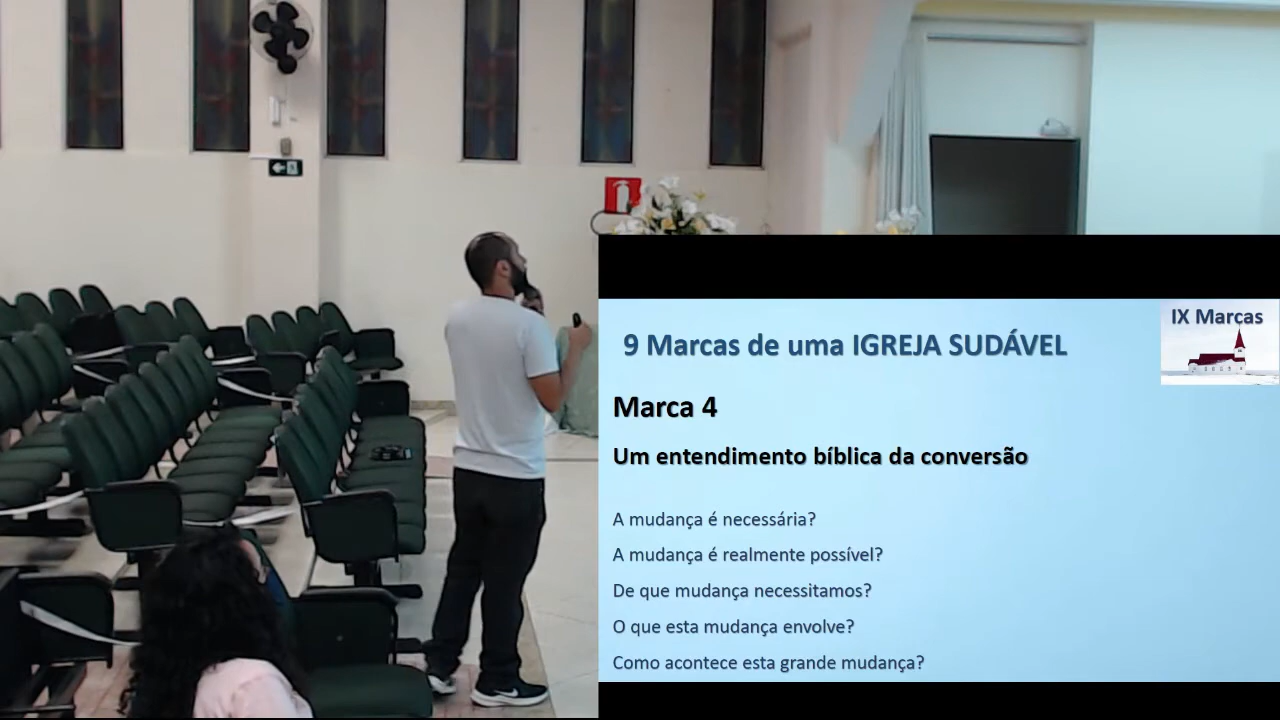 IX Marcas
9 Marcas de uma IGREJA SUDÁVEL
Marca 4
Um entendimento bíblica da conversão
A mudança é necessária?
A mudança é realmente possível?
De que mudança necessitamos?
O que esta mudança envolve?
Como acontece esta grande mudança?